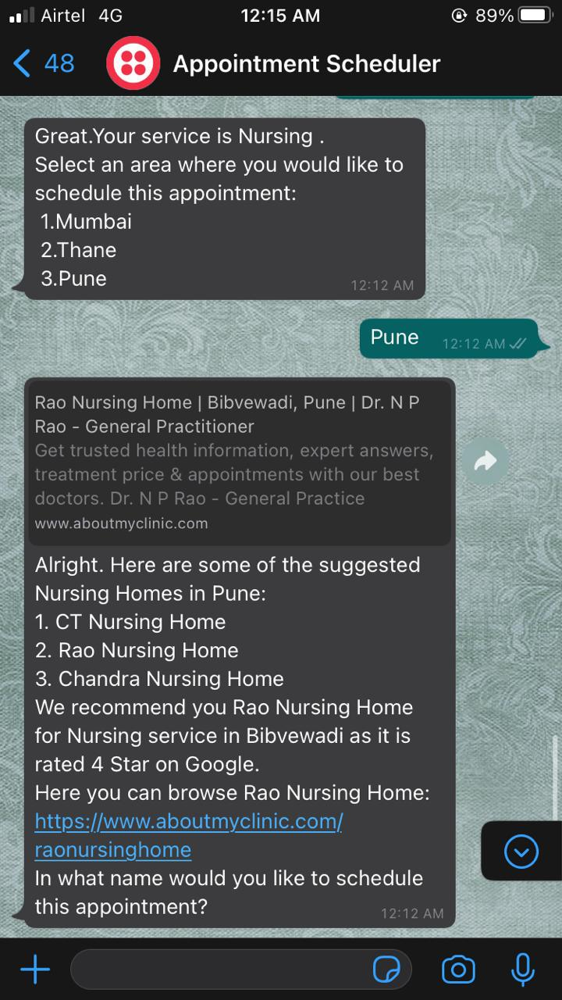 Airtel 4G 12:15 AM 89%
48 Appointment Scheduler
Great.Your service is Nursing .
Select an area where you would like to
schedule this appointment:
1.Mumbai
2.Thane
3.Pune
12:12 AM
Pune 12:12 AM
Rao Nursing Home | Bibvewadi, Pune | Dr. N P
Rao - General Practitioner
Get trusted health information, expert answers,
treatment price & appointments with our best
doctors. Dr. N P Rao - General Practice
www.aboutmyclinic.com
Alright. Here are some of the suggested
Nursing Homes in Pune:
1. CT Nursing Home
2. Rao Nursing Home
3. Chandra Nursing Home
We recommend you Rao Nursing Home
for Nursing service in Bibvewadi as it is
rated 4 Star on Google.
Here you can browse Rao Nursing Home:
https://www.aboutmyclinic.com/
raonursinghome
In what name would you like to schedule
this appointment?
12:12 AM